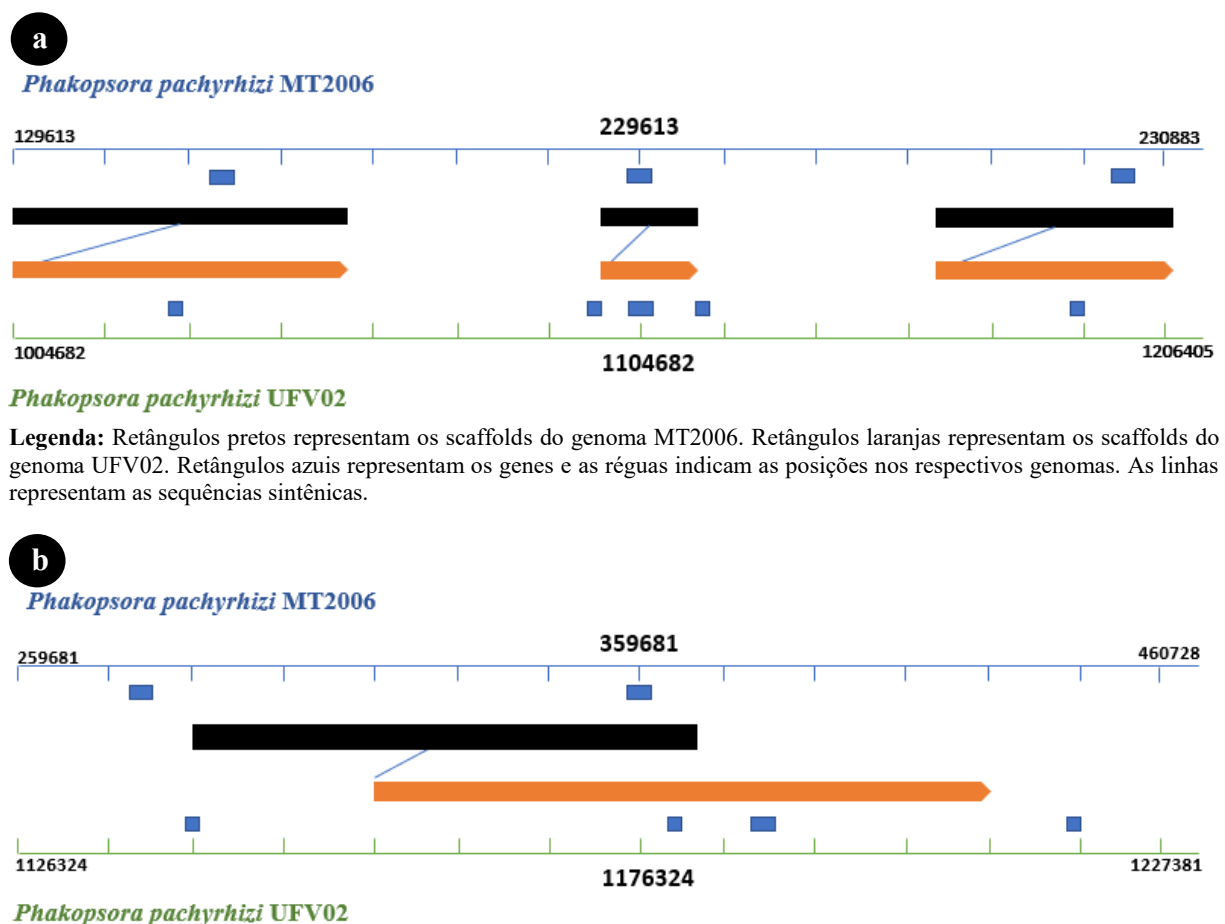 a
Phakopsora pachyrhizi MT2006
129613 229613 230883
1004682 1104682 1206405
Phakopsora pachyrhizi UFV02
Legenda: Retângulos pretos representam os scaffolds do genoma MT2006. Retângulos laranjas representam os scaffolds do
genoma UFV02. Retângulos azuis representam os genes e as réguas indicam as posições nos respectivos genomas. As linhas
representam as sequências sintênicas.
b
Phakopsora pachyrhizi MT2006
259681 359681 460728
1126324 1176324 1227381
Phakopsora pachyrhizi UFV02